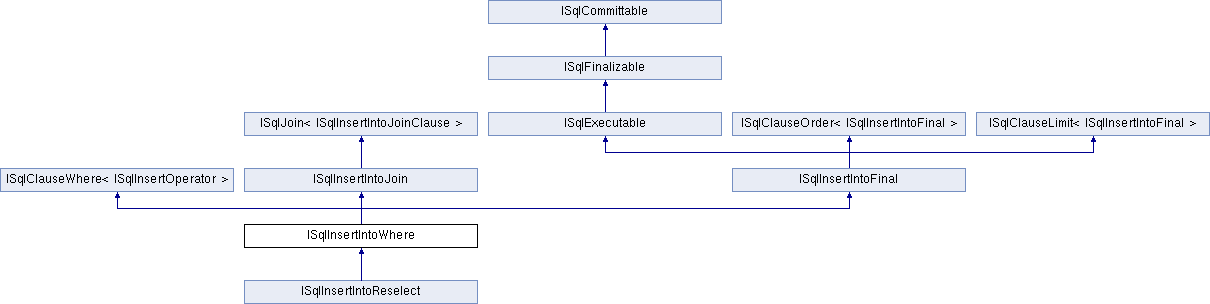 ISqlCommittable
ISqlFinalizable
ISqlJoin< ISqlInsertIntoJoinClause >
ISqlExecutable
ISqlClauseOrder< ISqlInsertIntoFinal >
ISqlClauseLimit< ISqlInsertIntoFinal >
ISqlClauseWhere< ISqlInsertOperator >
ISqlInsertIntoJoin
ISqlInsertIntoFinal
ISqlInsertIntoWhere
ISqlInsertIntoReselect